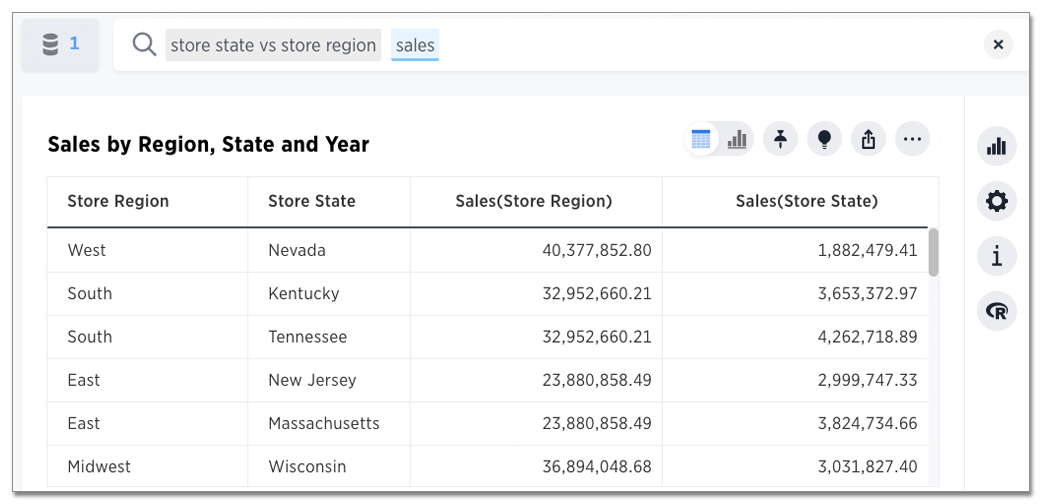 1
store state vs store region sales
Sales by Region, State and Year
Store Region Store State Sales(Store Region) Sales(Store State)
West Nevada 40,377,852.80 1,882,479.41
South Kentucky 32,952,660.21 3,653,372.97
South Tennessee 32,952,660.21 4,262,718.89
East New Jersey 23,880,858.49 2,999,747.33
East Massachusetts 23,880,858.49 3,824,734.66
Midwest Wisconsin 36,894,048.68 3,031,827.40
i
R